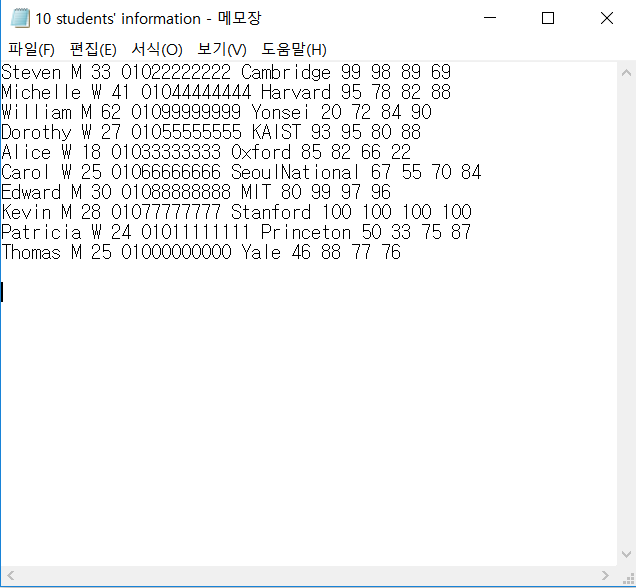 10 students' information - 메모장
파일(F) 편집(E) 서식(O) 보기(V) 도움말(H)
Steven M 33 01022222222 Cambridge 99 98 89 69
Michelle W 41 01044444444 Harvard 95 78 82 88
William M 62 01099999999 Yonsei 20 72 84 90
Dorothy W 27 01055555555 KAIST 93 95 80 88
Alice W 18 01033333333 Oxford 85 82 66 22
Carol W 25 01066666666 SeoulNational 67 55 70 84
Edward M 30 01088888888 MIT 80 99 97 96
Kevin M 28 01077777777 Stanford 100 100 100 100
Patricia W 24 01011111111 Princeton 50 33 75 87
Thomas M 25 01000000000 Yale 46 88 77 76